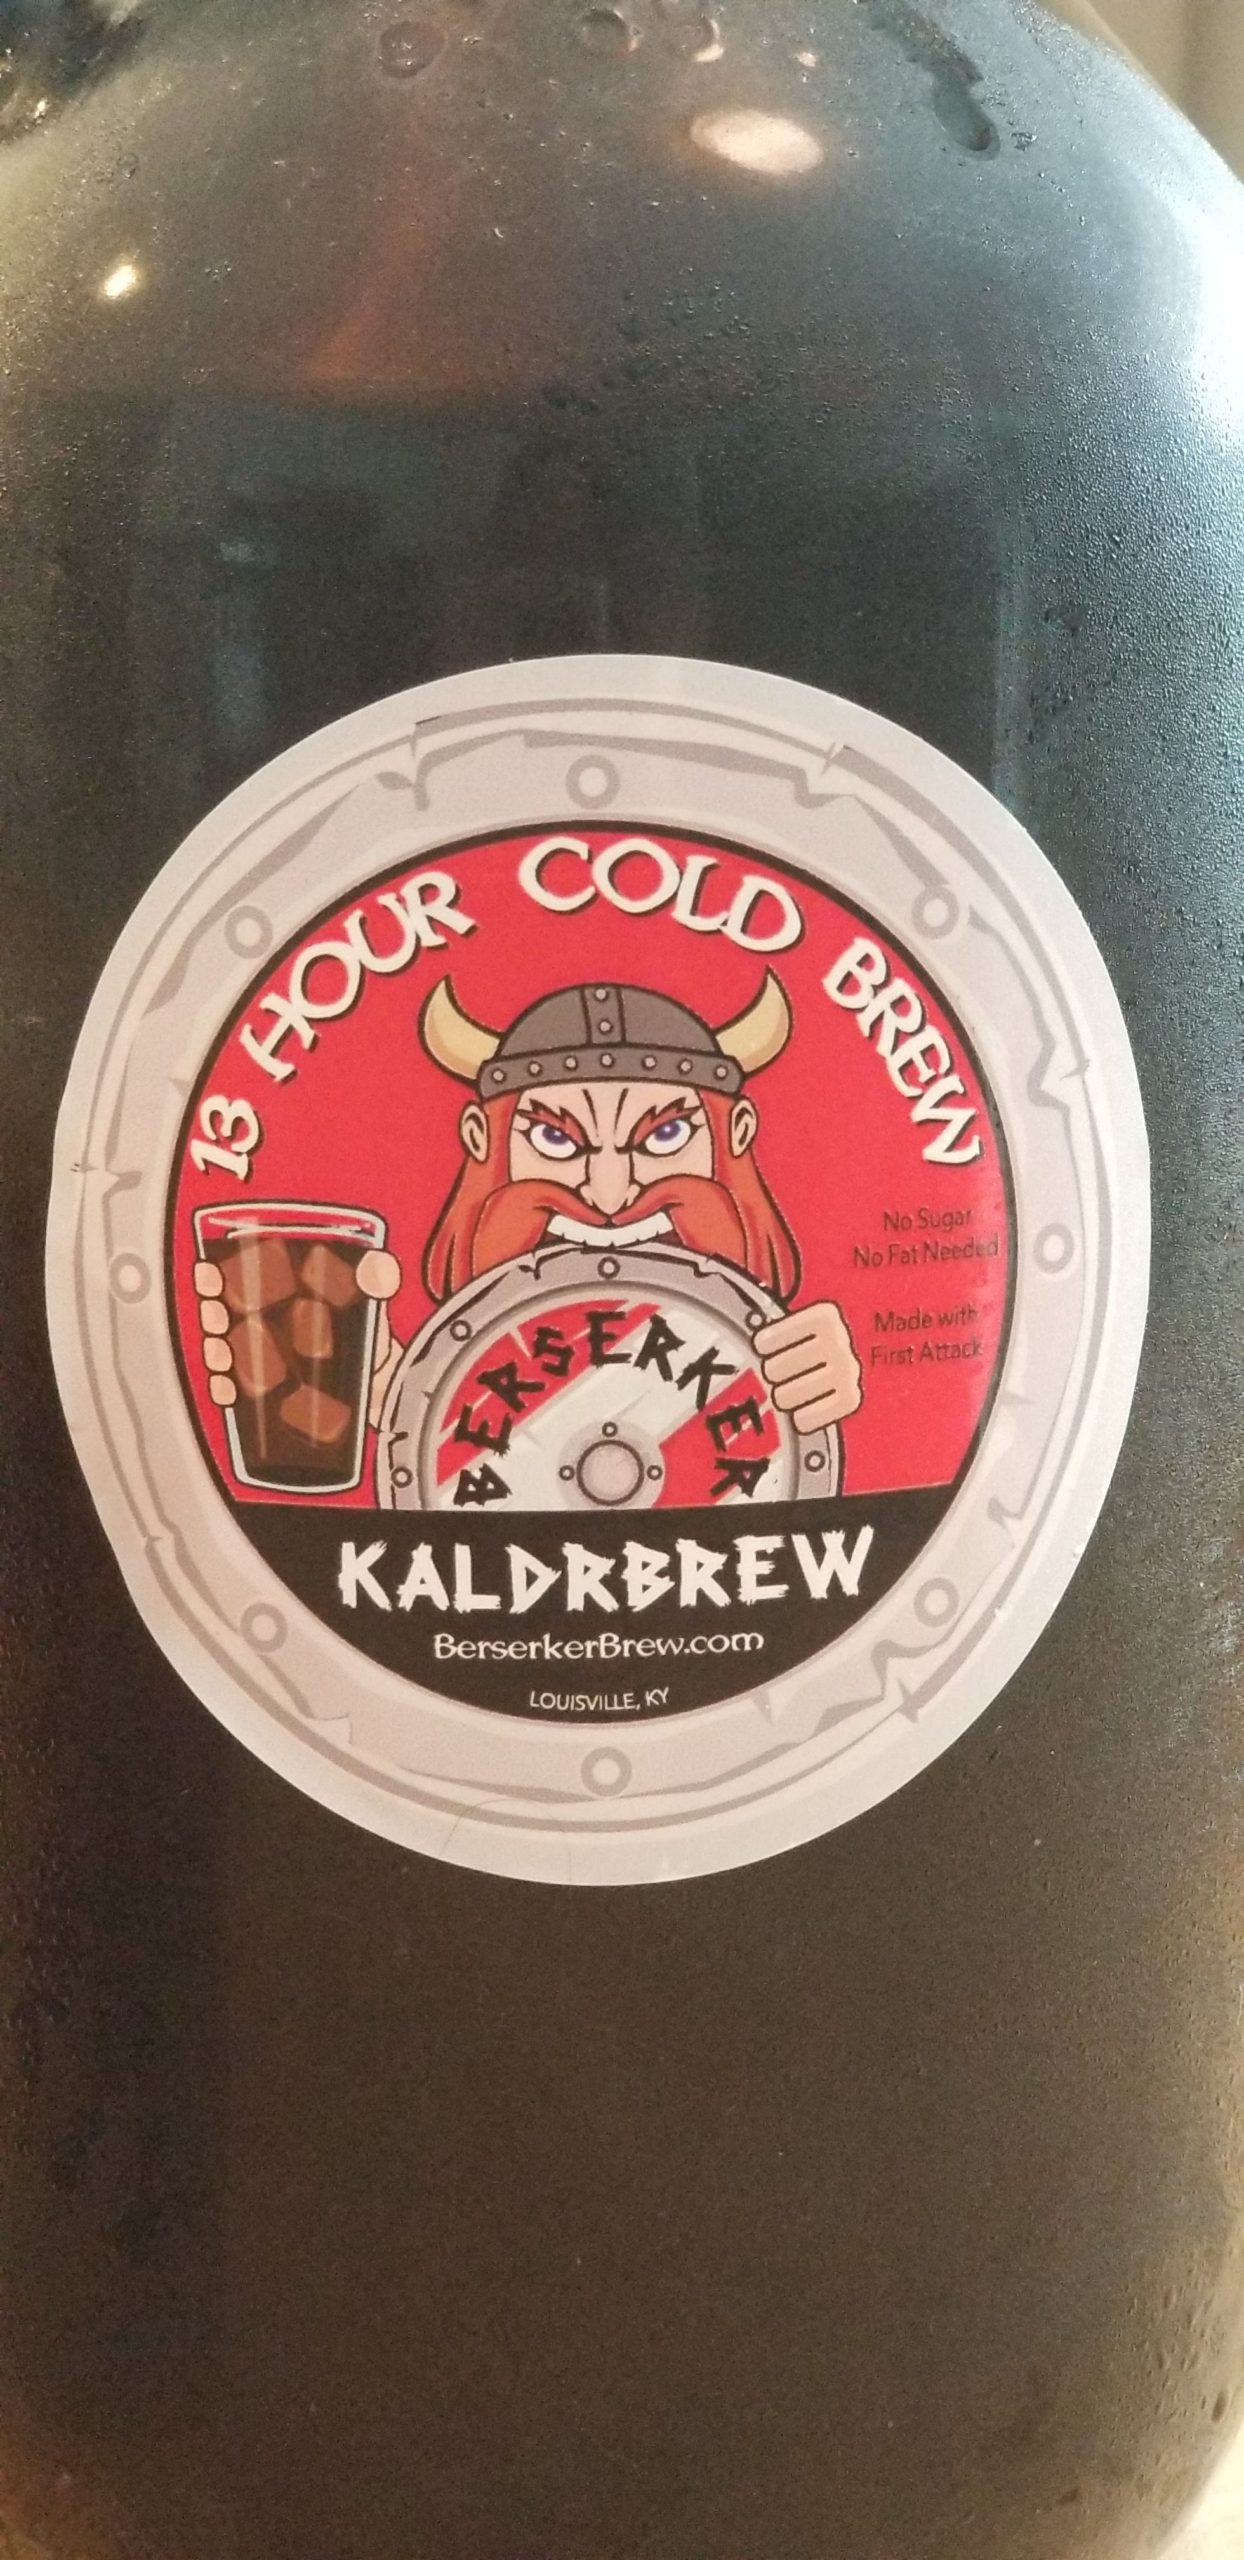 13 HOUR COLD BREW
No Sugar
No Fat Needed
Made with
First Attack
BERSERKER
KALDRBREW
BerserkerBrew.com
LOUISVILLE, KY